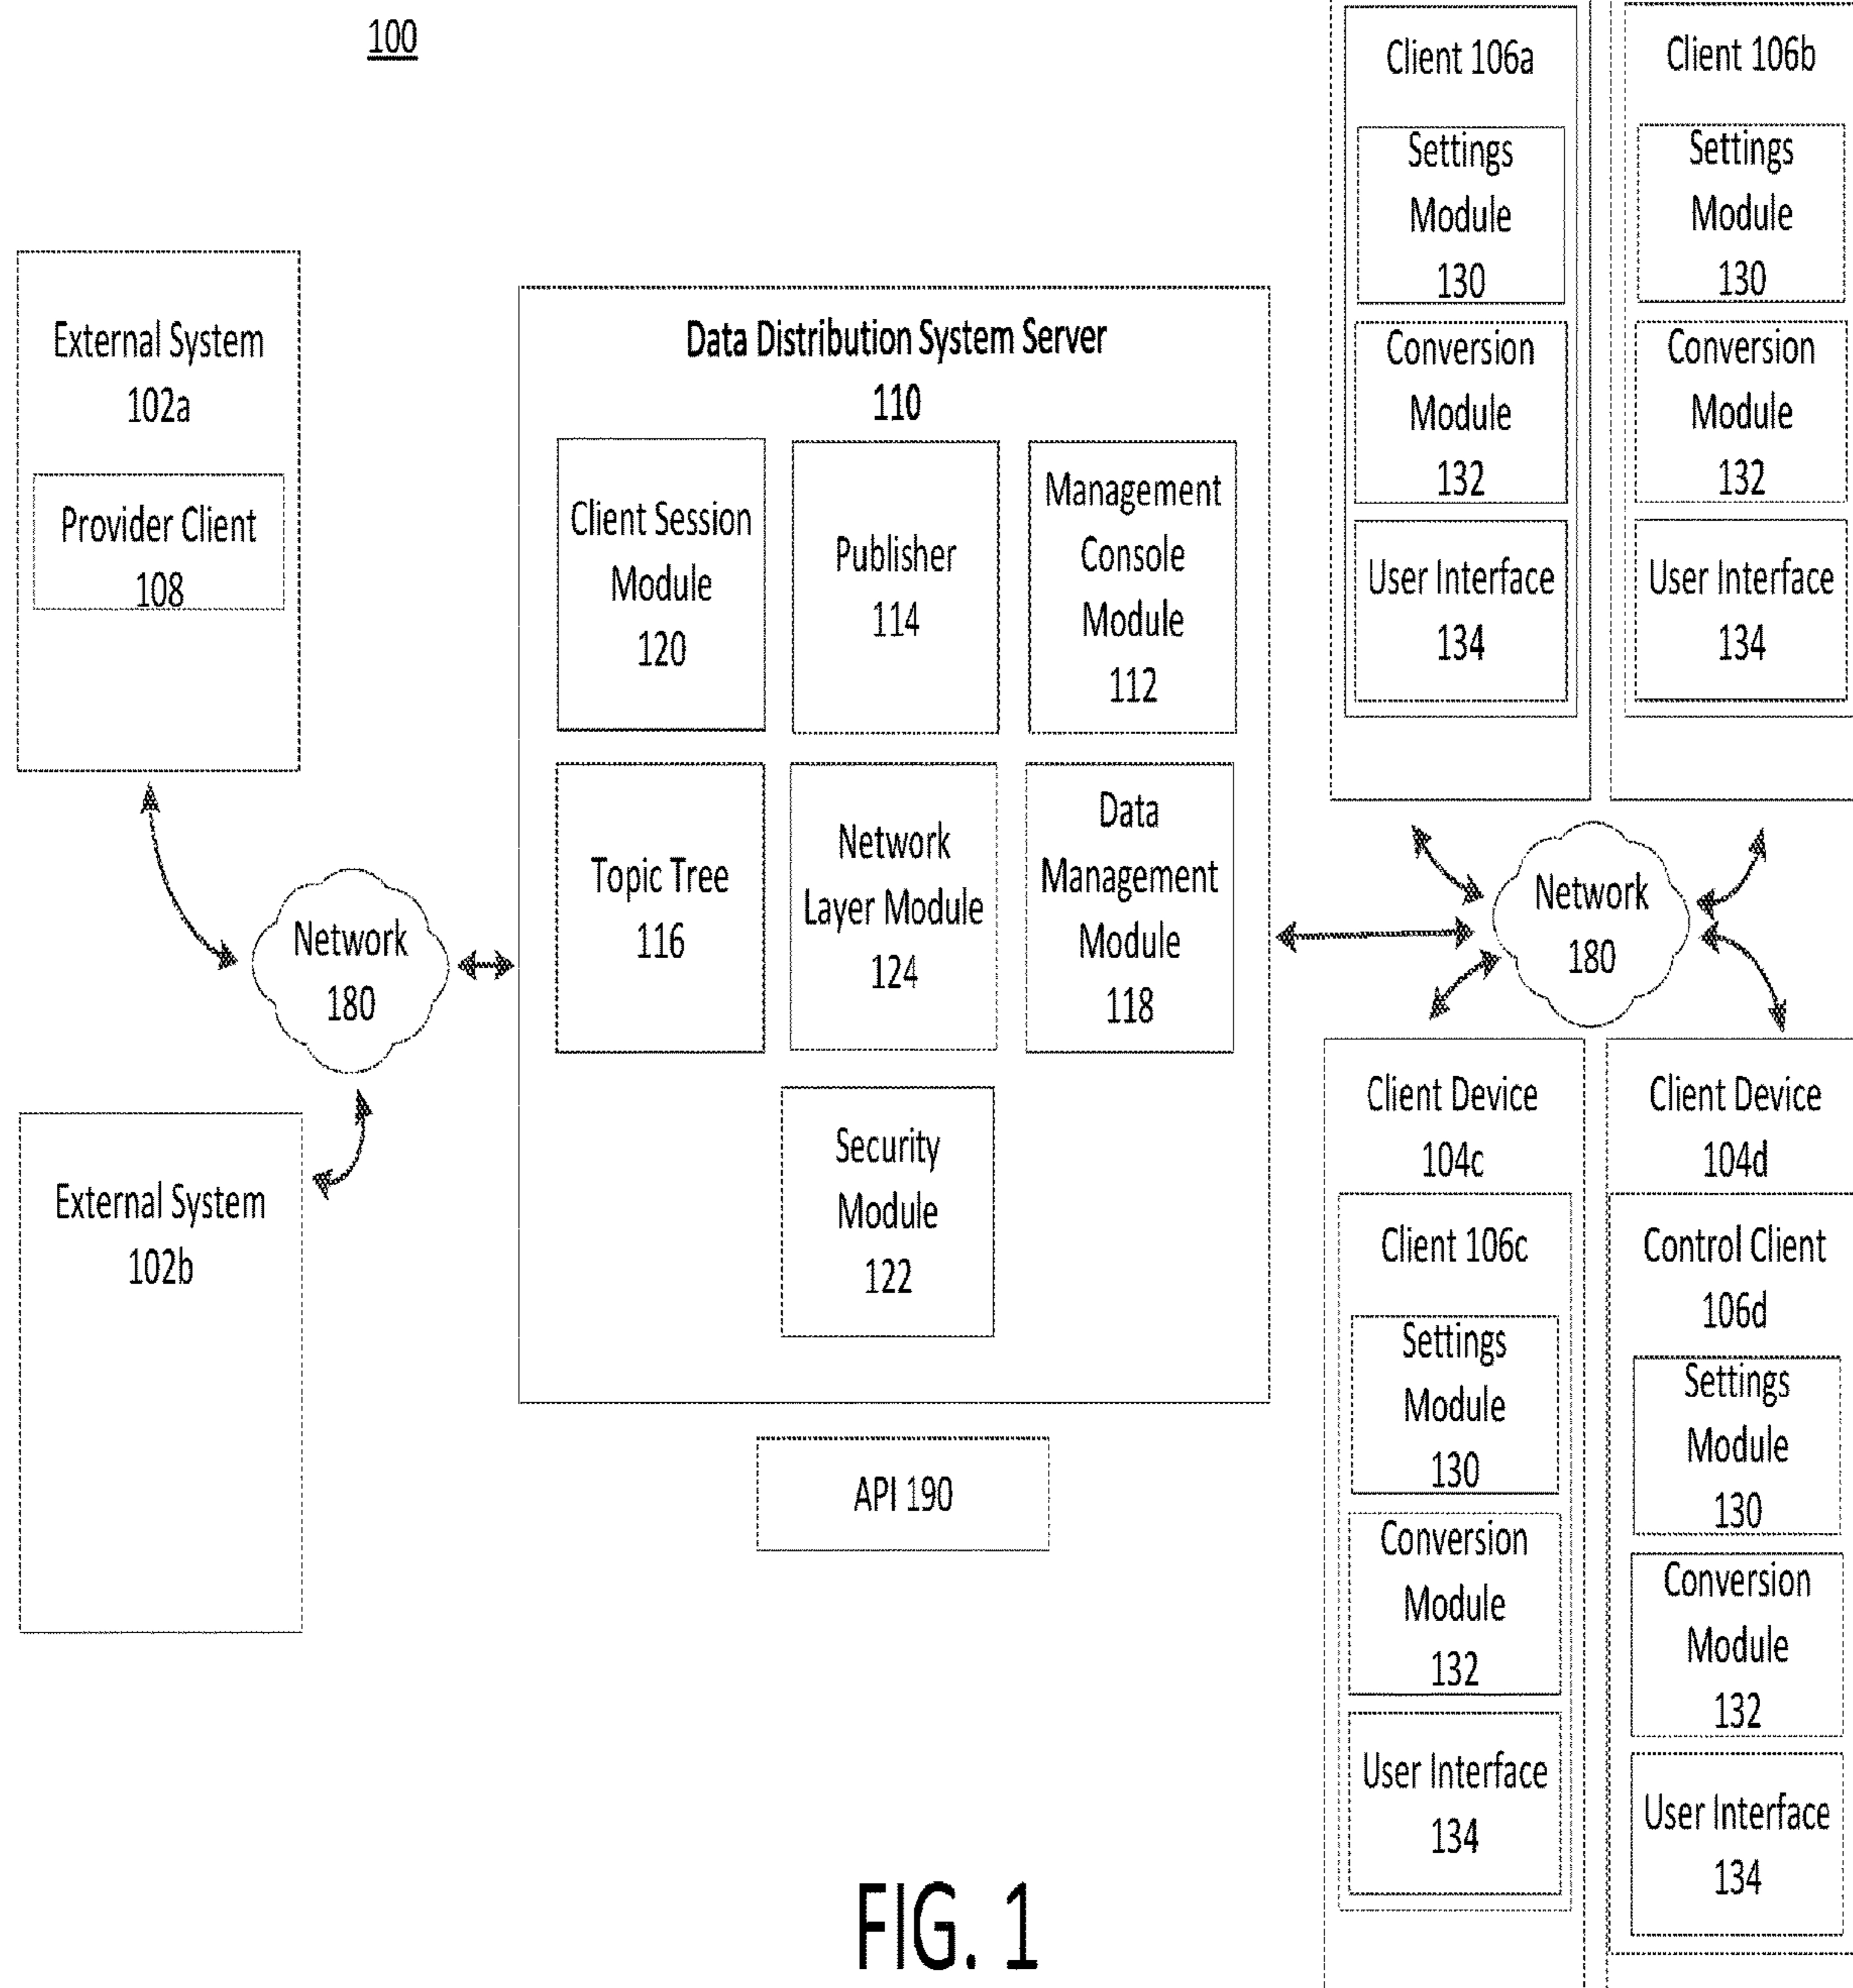 100
External System
102a
Provider Client
108
Network
180
External System
102b
Data Distribution System Server
110
Client Session
Module
120
Publisher
114
Management
Console
Module
112
Topic Tree
116
Network
Layer Module
124
Data
Management
Module
118
Security
Module
122
API 190
Client 106a
Settings
Module
130
Conversion
Module
132
User Interface
134
Client 106b
Settings
Module
130
Conversion
Module
132
User Interface
134
Network
180
Client Device
104c
Client 106c
Settings
Module
130
Conversion
Module
132
User Interface
134
Client Device
104d
Control Client
106d
Settings
Module
130
Conversion
Module
132
User Interface
134
FIG. 1